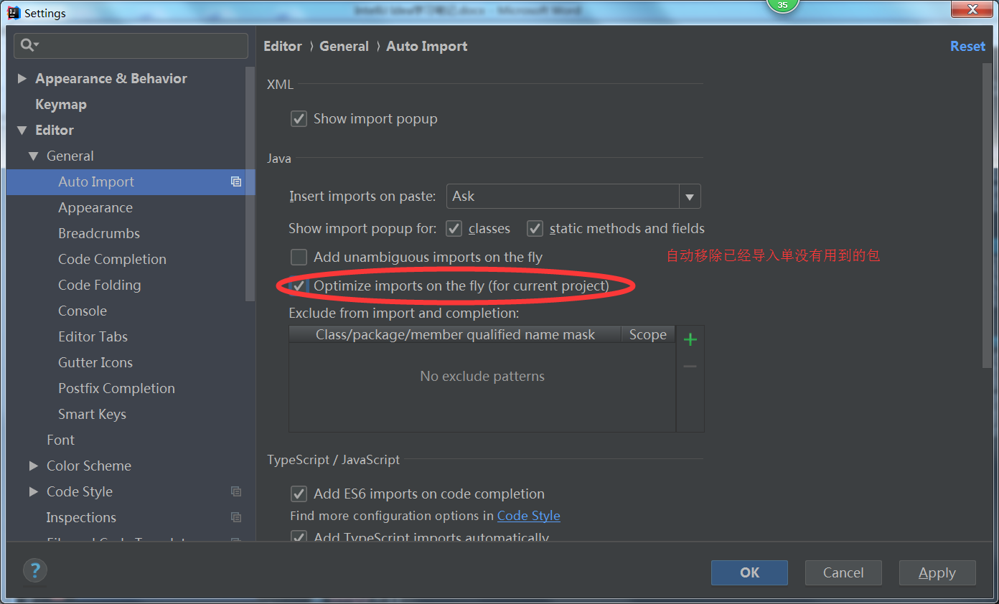 35
Settings
Editor 〉 General 〉 Auto Import
Reset
Appearance & Behavior
Keymap
Editor
General
Auto Import
Appearance
Breadcrumbs
Code Completion
Code Folding
Console
Editor Tabs
Gutter Icons
Postfix Completion
Smart Keys
Font
Color Scheme
Code Style
Inspections
XML
Show import popup
Java
Insert imports on paste: Ask
Show import popup for: classes static methods and fields
Add unambiguous imports on the fly
自动移除已经导入单没有用到的包
Optimize imports on the fly (for current project)
Exclude from import and completion:
Class/package/member qualified name mask Scope
No exclude patterns
TypeScript / JavaScript
Add ES6 imports on code completion
Find more configuration options in Code Style
Add TypeScript imports automatically
?
OK Cancel Apply